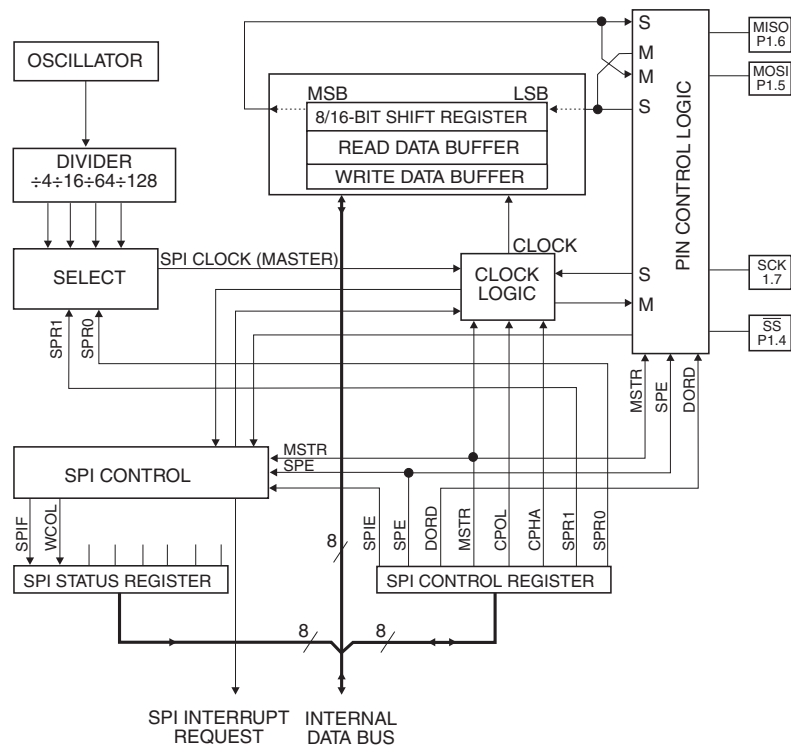 OSCILLATOR
DIVIDER
÷4÷16÷64÷128
SELECT
SPI CLOCK (MASTER)
SPR1
SPR0
MSB
LSB
8/16-BIT SHIFT REGISTER
READ DATA BUFFER
WRITE DATA BUFFER
CLOCK
CLOCK
LOGIC
S
M
M
S
S
M
PIN CONTROL LOGIC
MISO
P1.6
MOSI
P1.5
SCK
1.7
SS
P1.4
MSTR
SPE
DORD
SPI CONTROL
MSTR
SPE
SPIF
WCOL
SPI STATUS REGISTER
8
SPIE
SPE
DORD
MSTR
CPOL
CPHA
SPR1
SPR0
SPI CONTROL REGISTER
8
8
SPI INTERRUPT
REQUEST
INTERNAL
DATA BUS